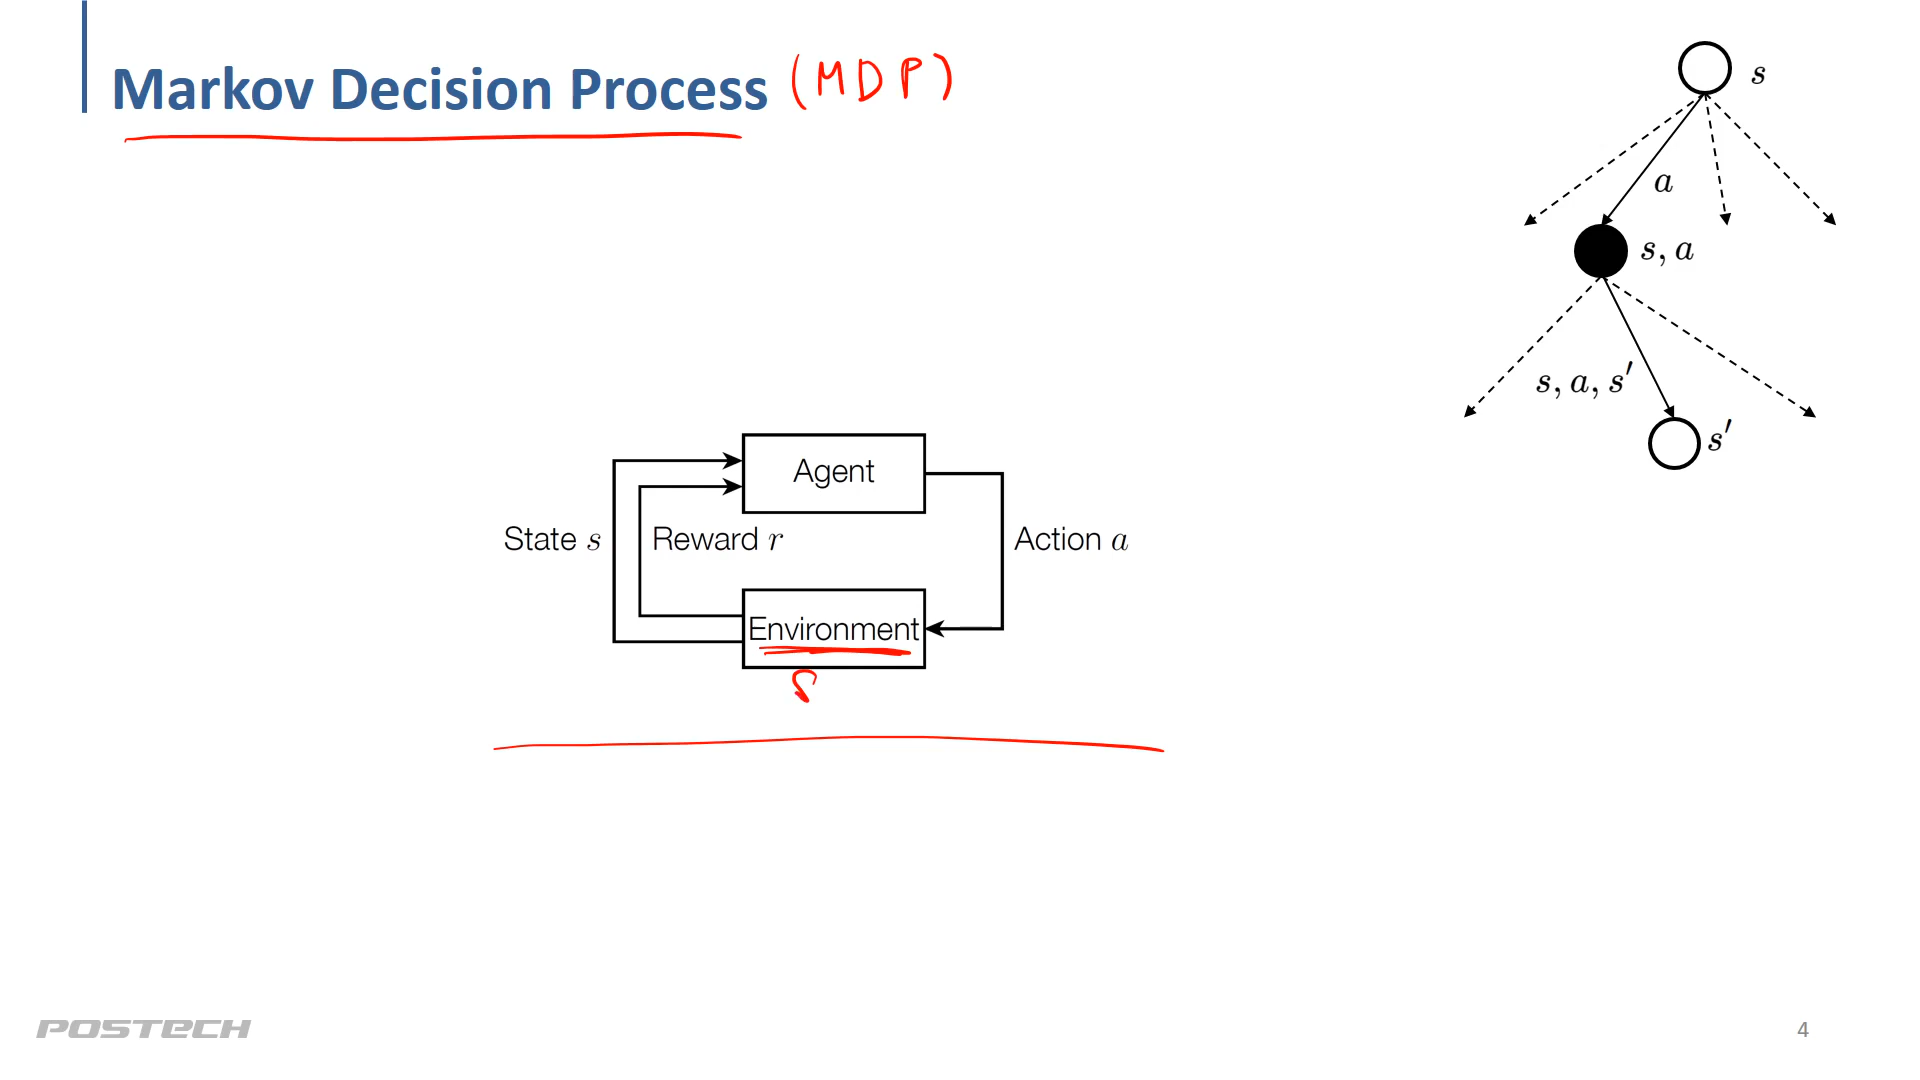 Markov Decision Process (MDP)
s
a
s, a
s, a, s′
s′
Agent
State s
Reward r
Action a
Environment
s
POSTECH
4